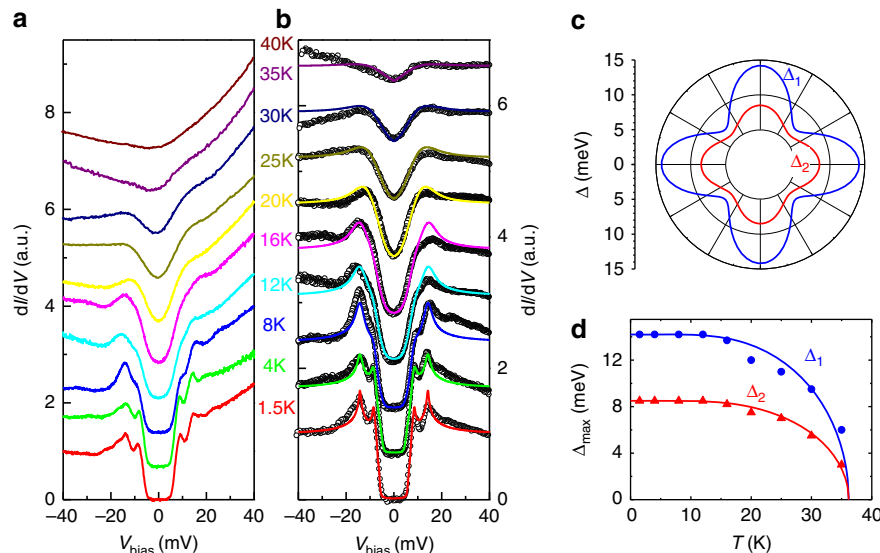 a
b
c
d
8
6
4
2
0
dI/dV (a.u.)
–40 –20 0 20 40
V_bias (mV)
40K
35K
30K
25K
20K
16K
12K
8K
4K
1.5K
6
4
2
0
dI/dV (a.u.)
–40 –20 0 20 40
V_bias (mV)
15
10
5
0
5
10
15
Δ (meV)
Δ₁
Δ₂
12
8
4
0
Δ_max (meV)
Δ₁
Δ₂
0 10 20 30 40
T (K)